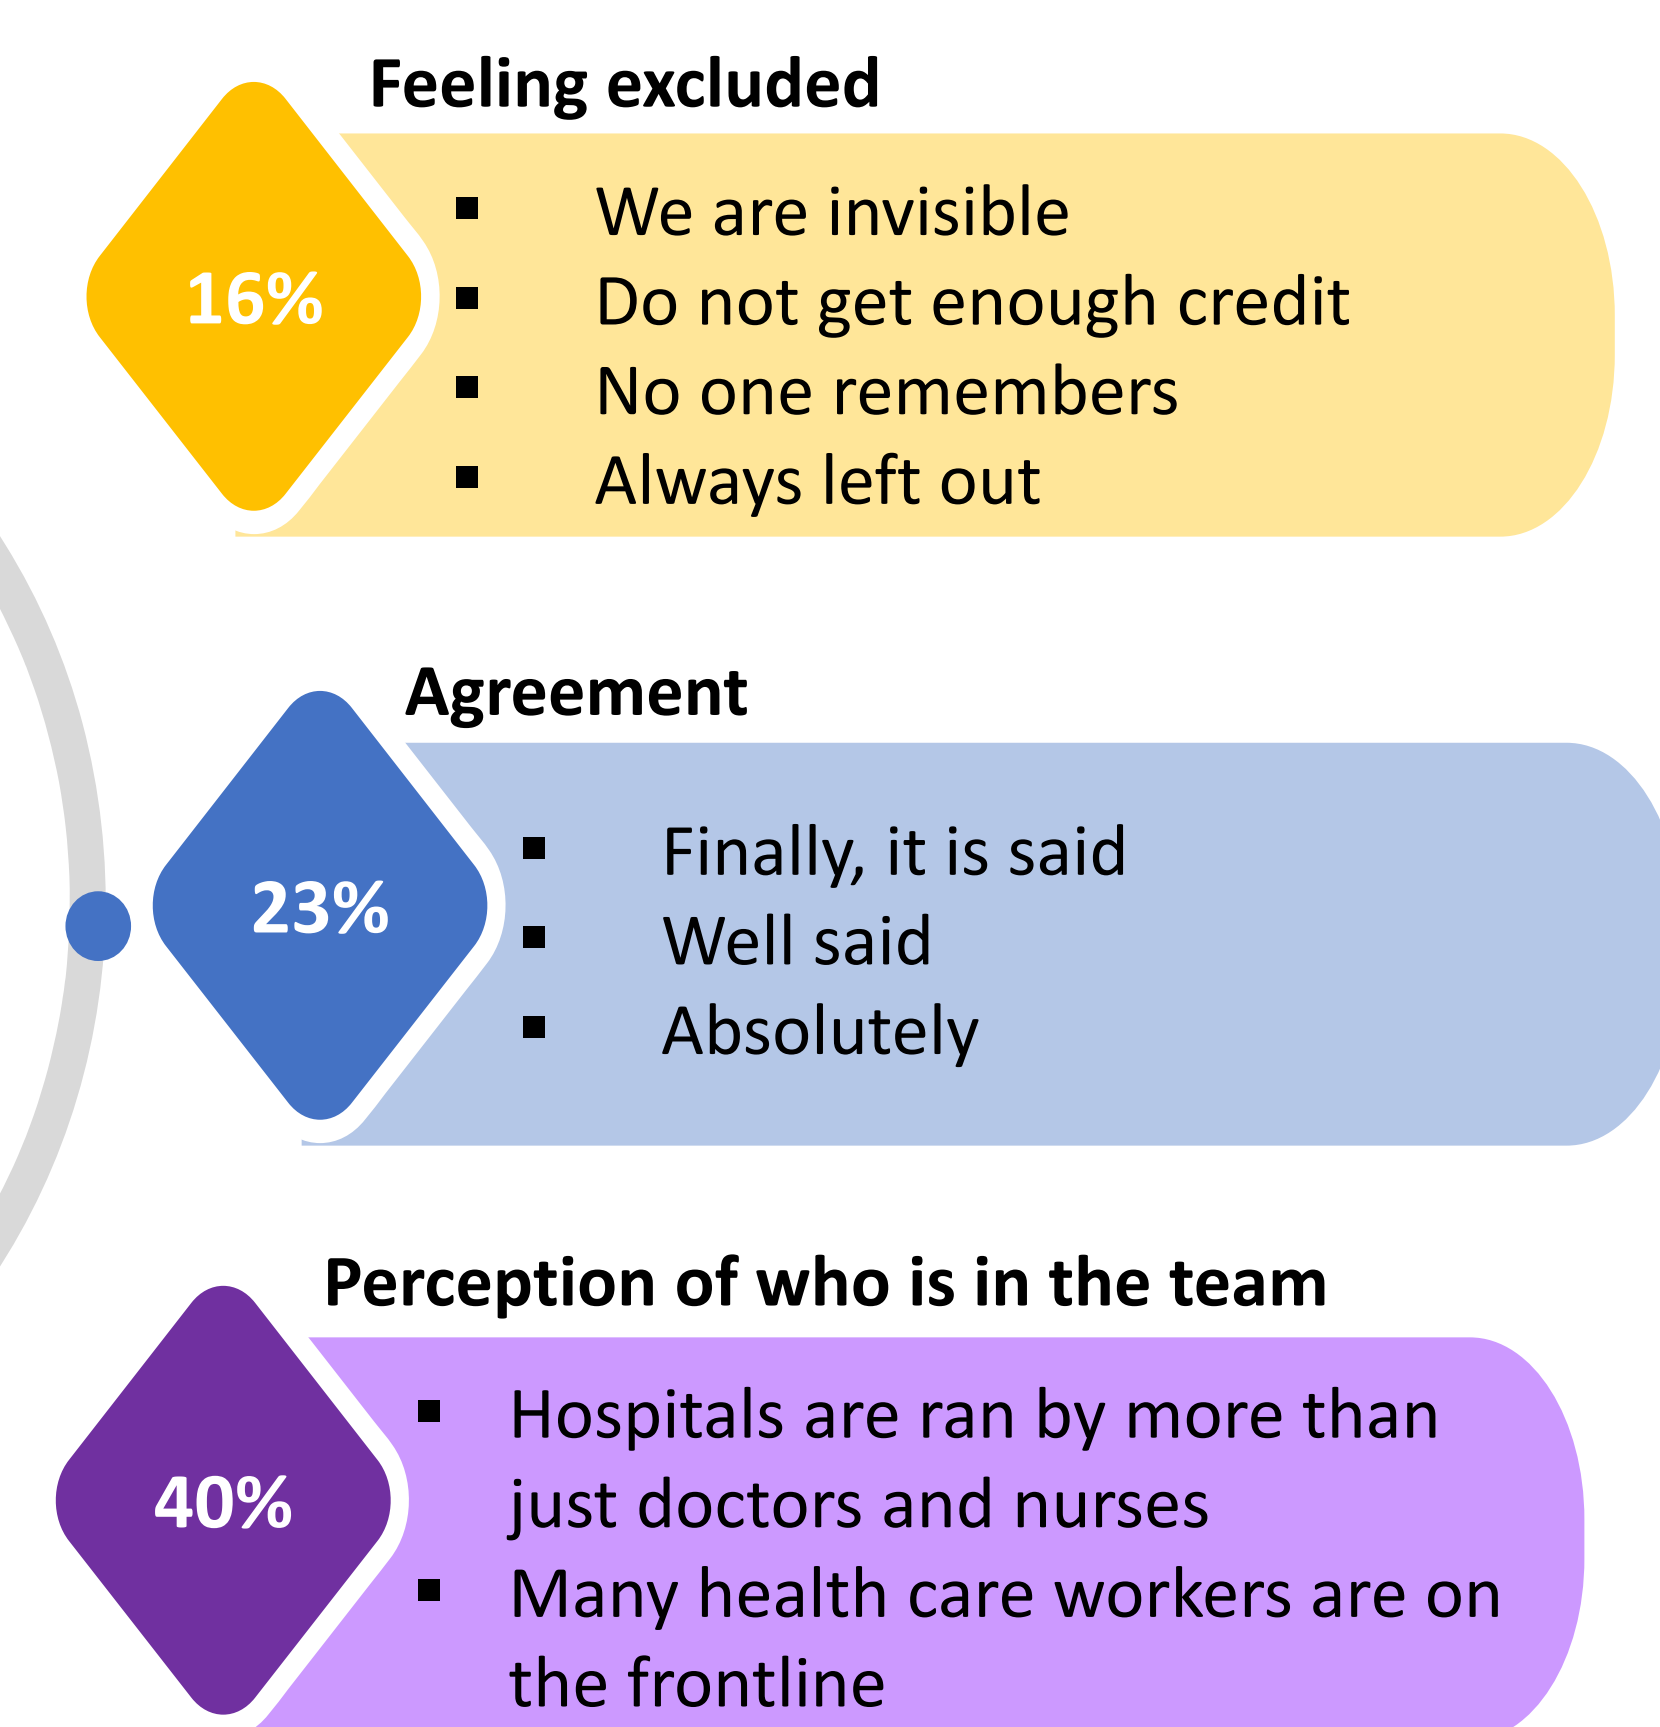 Feeling excluded
16%
▪ We are invisible
▪ Do not get enough credit
▪ No one remembers
▪ Always left out
Agreement
23%
▪ Finally, it is said
▪ Well said
▪ Absolutely
Perception of who is in the team
40%
▪ Hospitals are ran by more than
just doctors and nurses
▪ Many health care workers are on
the frontline